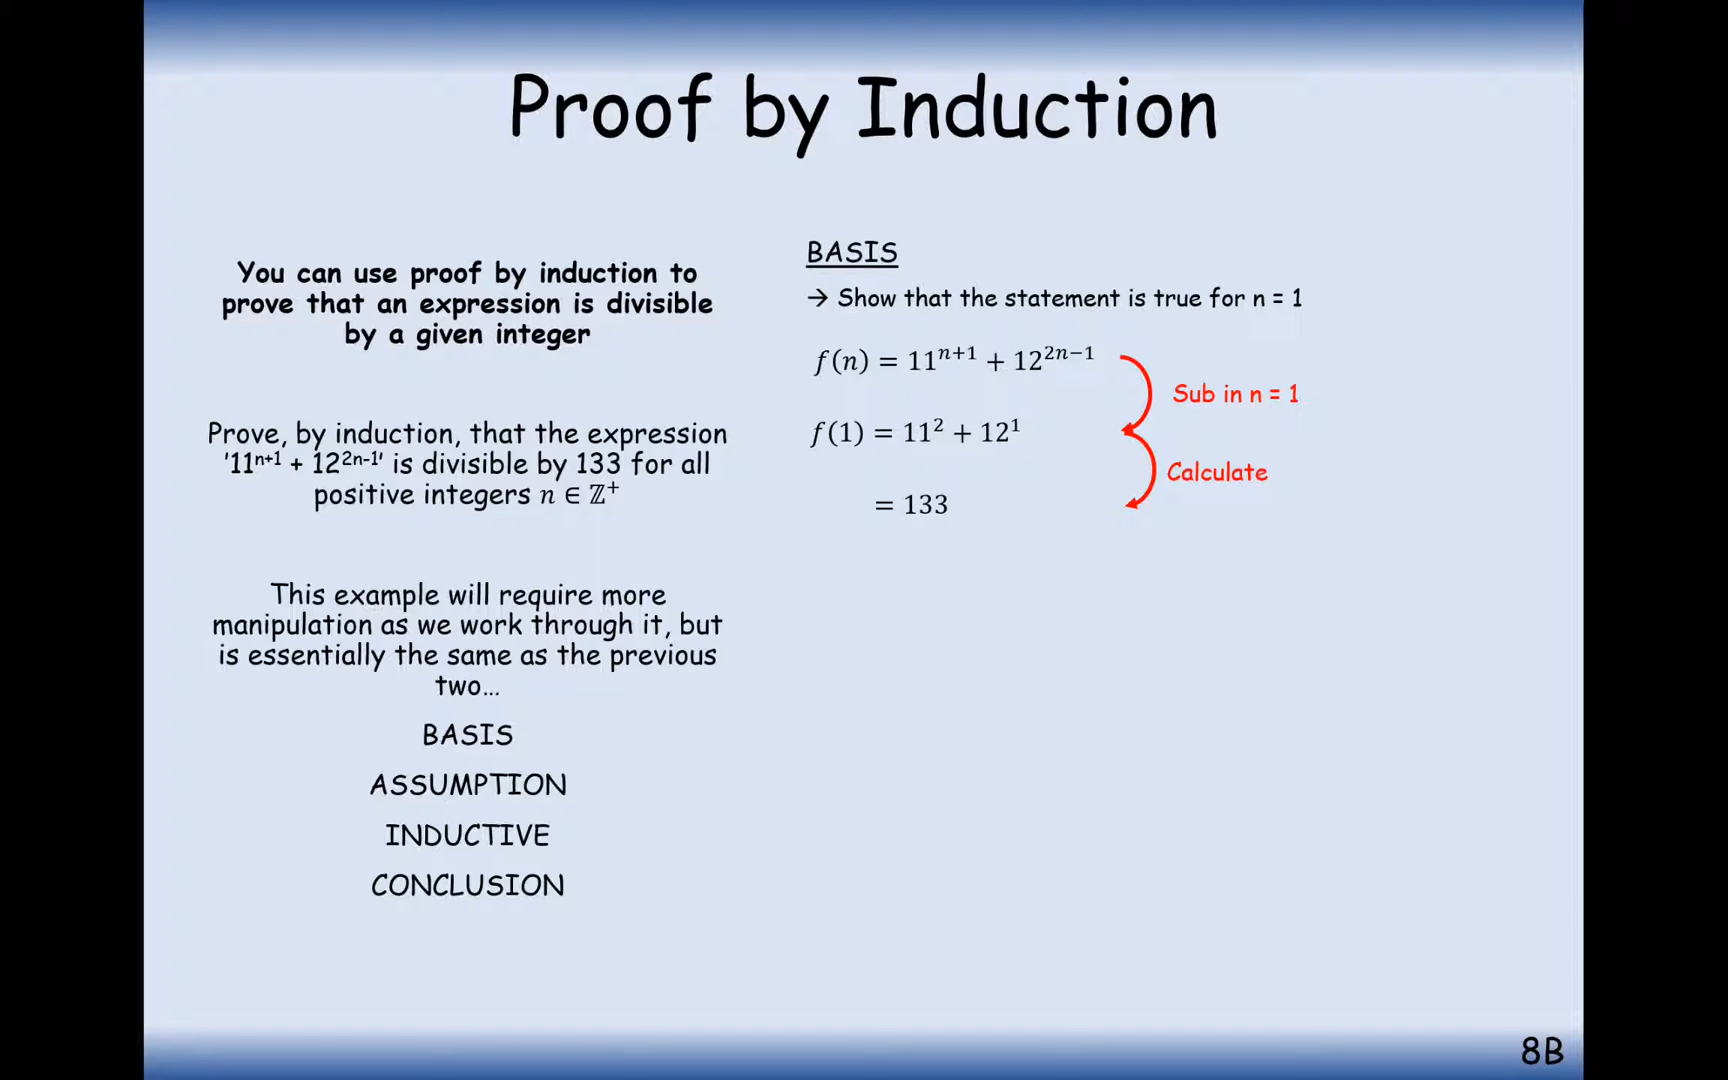 Proof by Induction
You can use proof by induction to
prove that an expression is divisible
by a given integer
Prove, by induction, that the expression
'11ⁿ⁺¹ + 12²ⁿ⁻¹' is divisible by 133 for all
positive integers n ∈ ℤ⁺
This example will require more
manipulation as we work through it, but
is essentially the same as the previous
two…
BASIS
ASSUMPTION
INDUCTIVE
CONCLUSION
BASIS
→ Show that the statement is true for n = 1
f(n) = 11ⁿ⁺¹ + 12²ⁿ⁻¹
Sub in n = 1
f(1) = 11² + 12¹
Calculate
= 133
8B